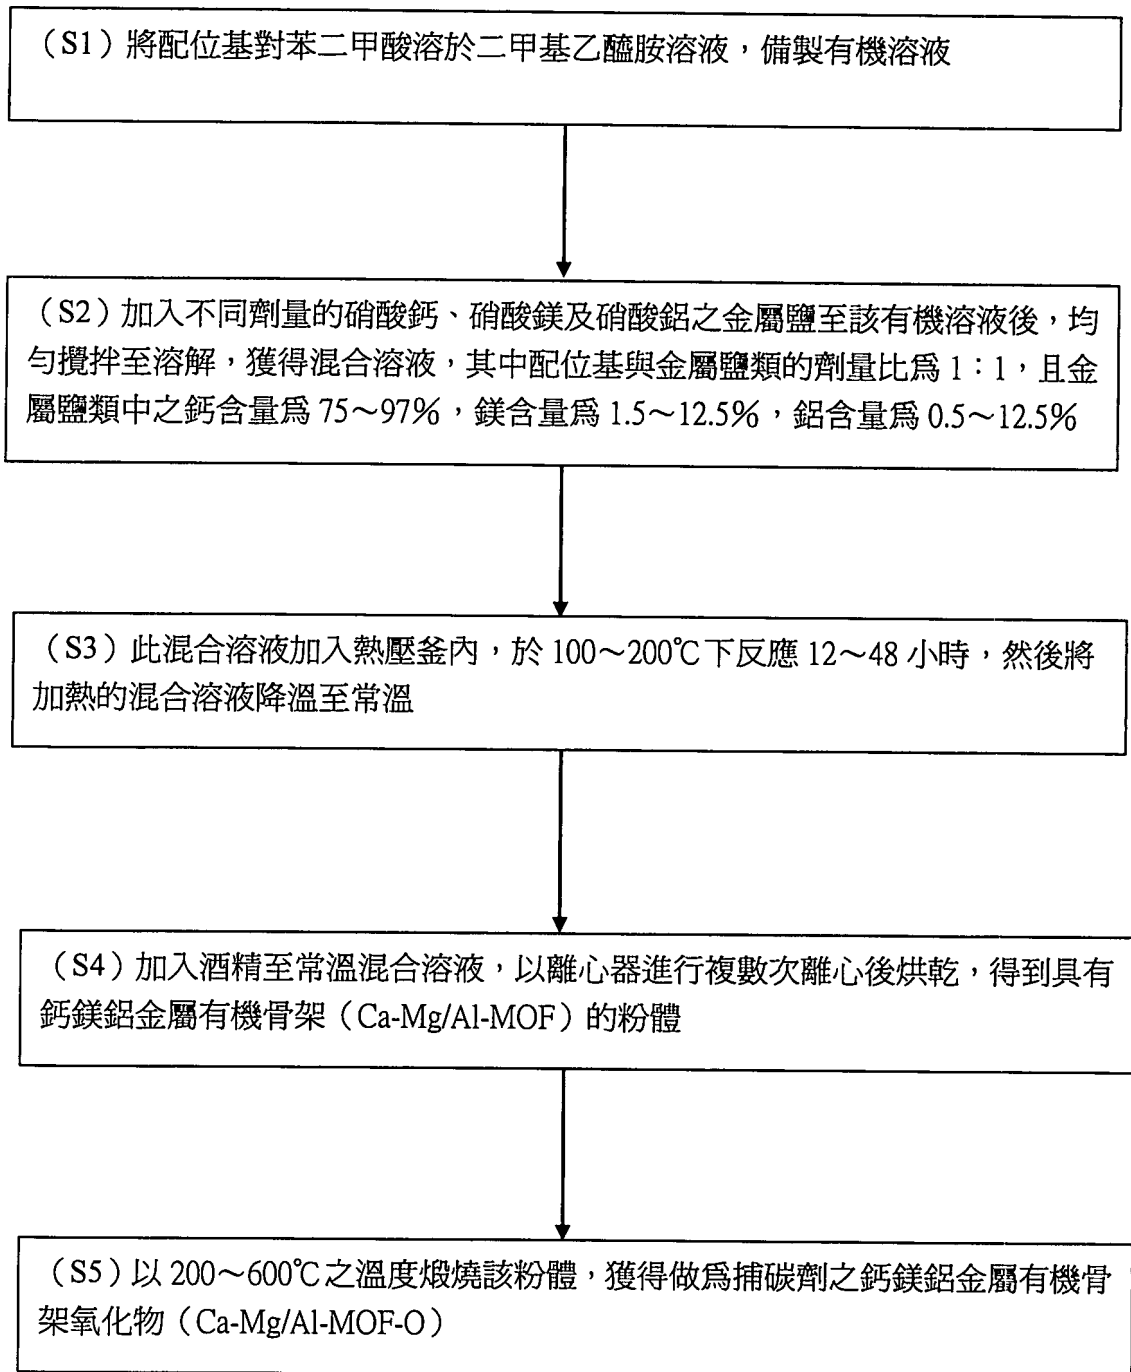 （S1）將配位基對苯二甲酸溶於二甲基乙醯胺溶液，備製有機溶液
（S2）加入不同劑量的硝酸鈣、硝酸鎂及硝酸鋁之金屬鹽至該有機溶液後，均
勻攪拌至溶解，獲得混合溶液，其中配位基與金屬鹽類的劑量比爲 1：1，且金
屬鹽類中之鈣含量爲 75～97%，鎂含量爲 1.5～12.5%，鋁含量爲 0.5～12.5%
（S3）此混合溶液加入熱壓釜內，於 100～200℃下反應 12～48 小時，然後將
加熱的混合溶液降溫至常溫
（S4）加入酒精至常溫混合溶液，以離心器進行複數次離心後烘乾，得到具有
鈣鎂鋁金屬有機骨架（Ca-Mg/Al-MOF）的粉體
（S5）以 200～600℃之溫度煅燒該粉體，獲得做爲捕碳劑之鈣鎂鋁金屬有機骨
架氧化物（Ca-Mg/Al-MOF-O）